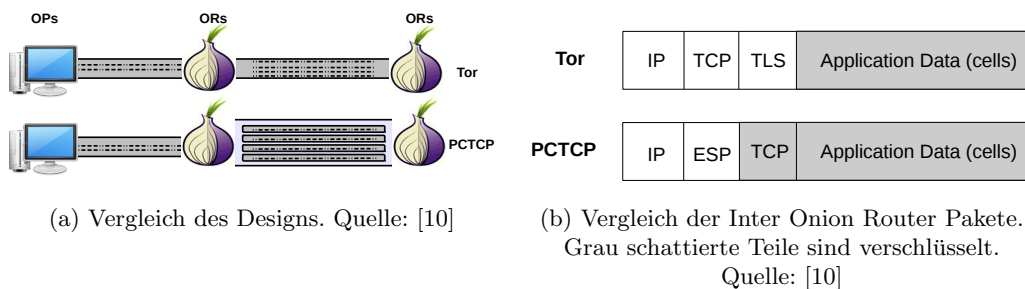 OPs ORs ORs
Tor
PCTCP
Tor IP TCP TLS Application Data (cells)
PCTCP IP ESP TCP Application Data (cells)
(a) Vergleich des Designs. Quelle: [10]
(b) Vergleich der Inter Onion Router Pakete.
Grau schattierte Teile sind verschlüsselt.
Quelle: [10]